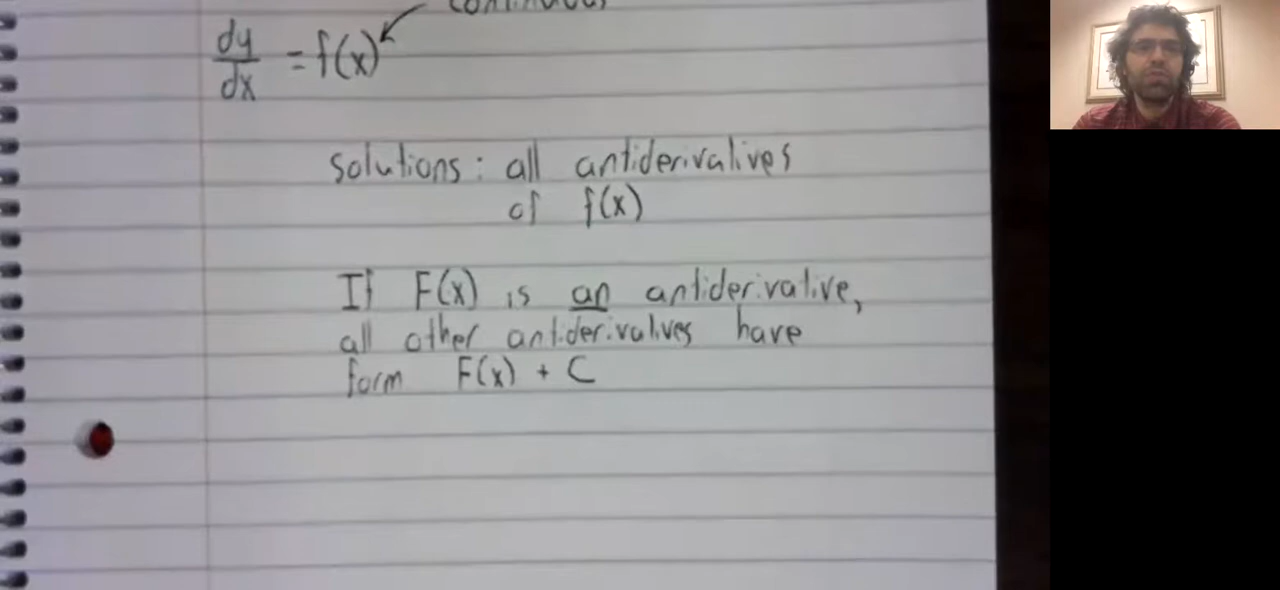 dy/dx = f(x)
solutions: all antiderivatives
of f(x)
If F(x) is an antiderivative,
all other antiderivatives have
form F(x) + C